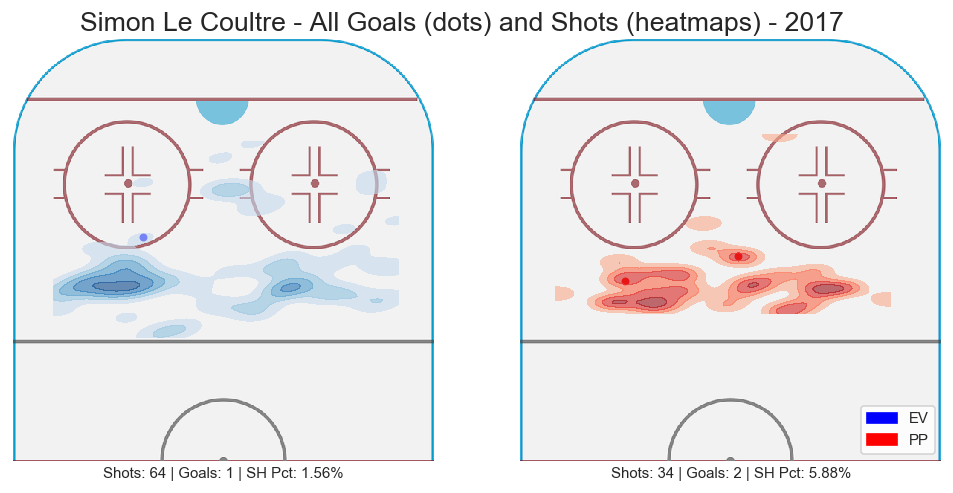 Simon Le Coultre - All Goals (dots) and Shots (heatmaps) - 2017
EV
PP
Shots: 64 | Goals: 1 | SH Pct: 1.56%
Shots: 34 | Goals: 2 | SH Pct: 5.88%